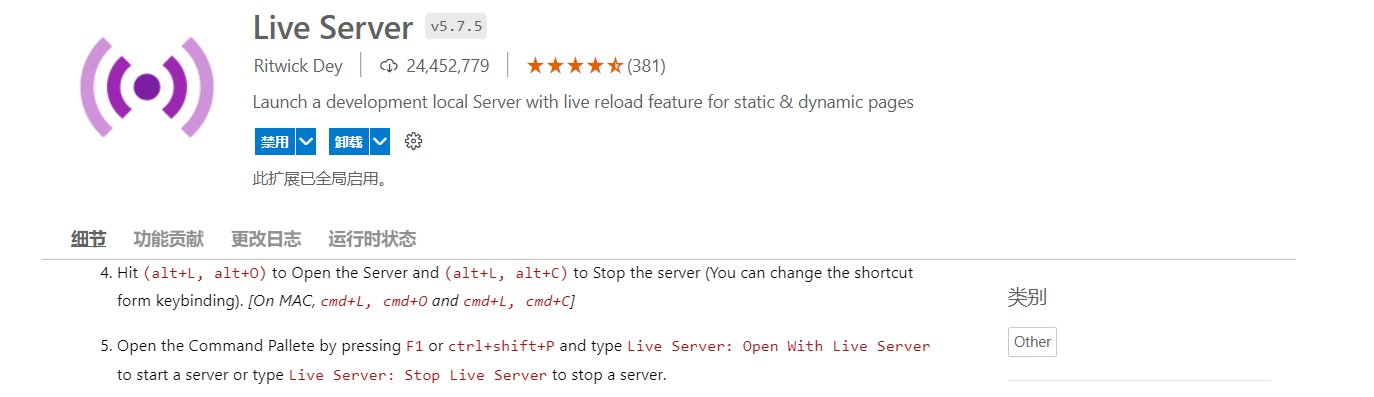 Live Server v5.7.5
Ritwick Dey 24,452,779 (381)
Launch a development local Server with live reload feature for static & dynamic pages
禁用 卸载
此扩展已全局启用。
细节 功能贡献 更改日志 运行时状态
4. Hit (alt+L, alt+O) to Open the Server and (alt+L, alt+C) to Stop the server (You can change the shortcut
form keybinding). [On MAC, cmd+L, cmd+O and cmd+L, cmd+C]
5. Open the Command Pallete by pressing F1 or ctrl+shift+P and type Live Server: Open With Live Server
to start a server or type Live Server: Stop Live Server to stop a server.
类别
Other